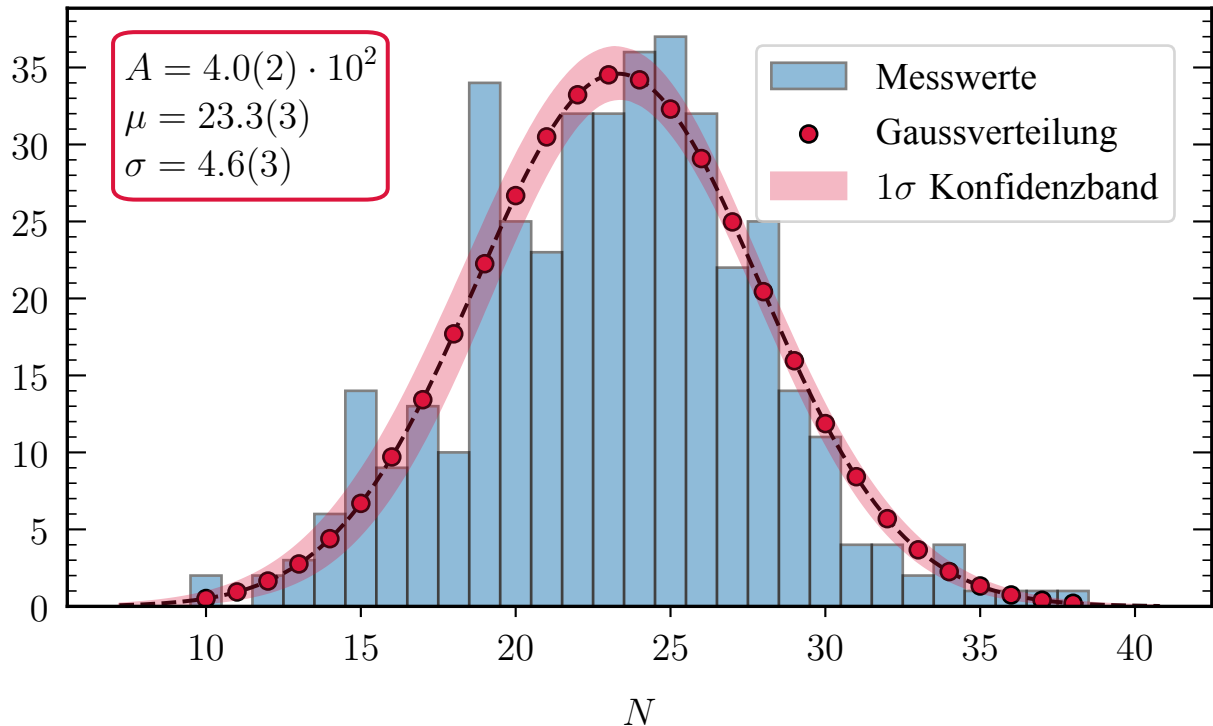 A = 4.0(2) · 10²
μ = 23.3(3)
σ = 4.6(3)
Messwerte
Gaussverteilung
1σ Konfidenzband
35
30
25
20
15
10
5
0
10 15 20 25 30 35 40
N